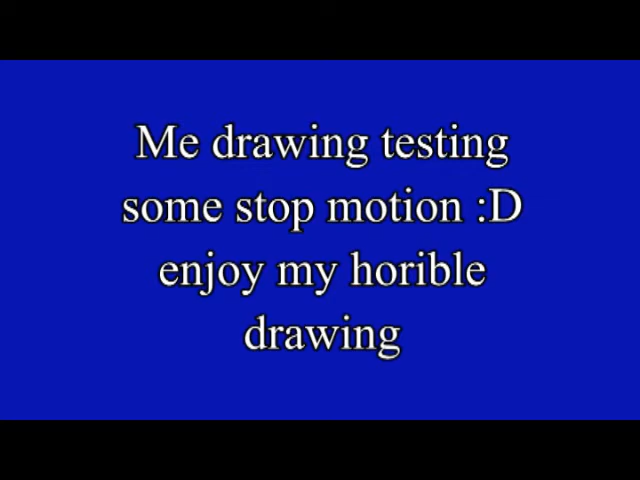 Me drawing testing
some stop motion :D
enjoy my horible
drawing